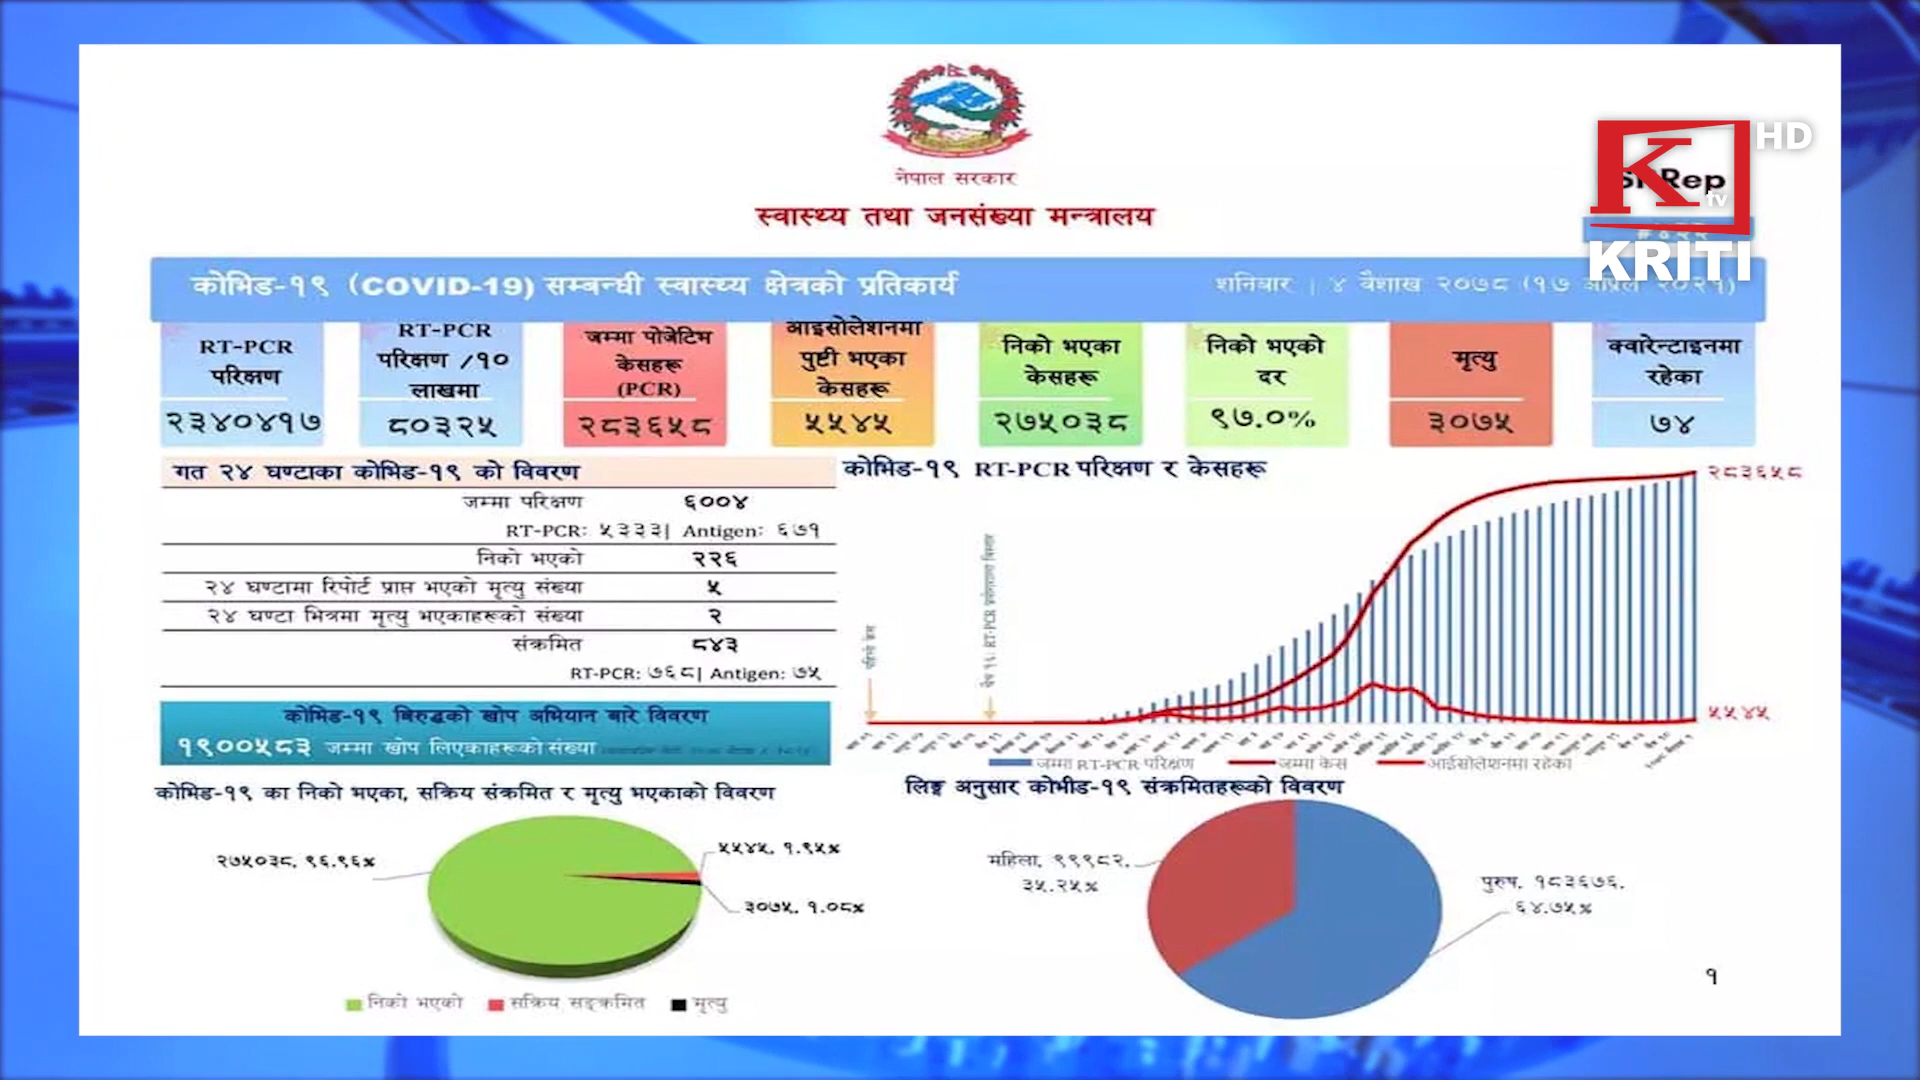 नेपाल सरकार
स्वास्थ्य तथा जनसंख्या मन्त्रालय
HD
K
Rep
tv
KRITI
कोभिड-१९ (COVID-19) सम्बन्धी स्वास्थ्य क्षेत्रको प्रतिकार्य
शनिबार | ४ बैशाख २०७८ (१७ अप्रिल २०२१)
RT-PCR परिक्षण
२३४०४१७
RT-PCR परिक्षण /१० लाखमा
८०३२५
जम्मा पोजेटिभ केसहरू (PCR)
२८३६५८
आइसोलेशनमा पुष्टी भएका केसहरू
५५४५
निको भएका केसहरू
२७५०३८
निको भएको दर
९७.०%
मृत्यु
३०७५
क्वारेन्टाइनमा रहेका
७४
गत २४ घण्टाका कोभिड-१९ को विवरण
जम्मा परिक्षण ६००४
RT-PCR: ५३३३| Antigen: ६७१
निको भएको २२६
२४ घण्टामा रिपोर्ट प्राप्त भएको मृत्यु संख्या ५
२४ घण्टा भित्रमा मृत्यु भएकाहरूको संख्या २
संक्रमित ८४३
RT-PCR: ७६८| Antigen: ७५
कोभिड-१९ बिरुद्धको खोप अभियान बारे विवरण
१९००५८३ जम्मा खोप लिएकाहरूको संख्या
कोभिड-१९ RT-PCR परिक्षण र केसहरू
२८३६५८
५५४५
पहिलो केस
जम्मा RT-PCR परिक्षण
जम्मा केस
आईसोलेशनमा रहेका
कोभिड-१९ का निको भएका, सक्रिय संक्रमित र मृत्यु भएकाको विवरण
२७५०३८, ९६.९६%
५५४५, १.९५%
३०७५, १.०८%
निको भएको
सक्रिय सङ्क्रमित
मृत्यु
लिङ्ग अनुसार कोभीड-१९ संक्रमितहरूको विवरण
महिला, ९९९८२,
३५.२५%
पुरुष, १८३६७६,
६४.७५%
१